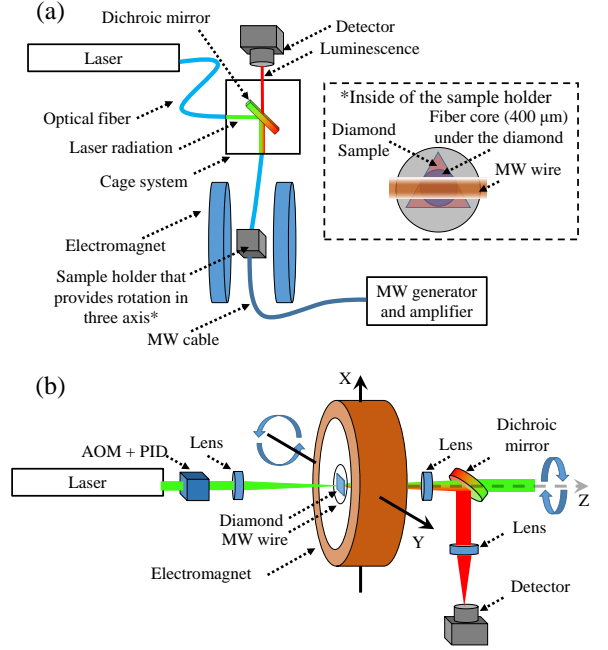 (a)
Dichroic mirror
Detector
Luminescence
Laser
Optical fiber
Laser radiation
Cage system
Electromagnet
Sample holder that
provides rotation in
three axis*
MW cable
MW generator
and amplifier
*Inside of the sample holder
Fiber core (400 μm)
under the diamond
Diamond
Sample
MW wire
(b)
X
Dichroic
mirror
Lens
AOM + PID
Lens
Laser
Z
Diamond
MW wire
Y
Lens
Electromagnet
Detector